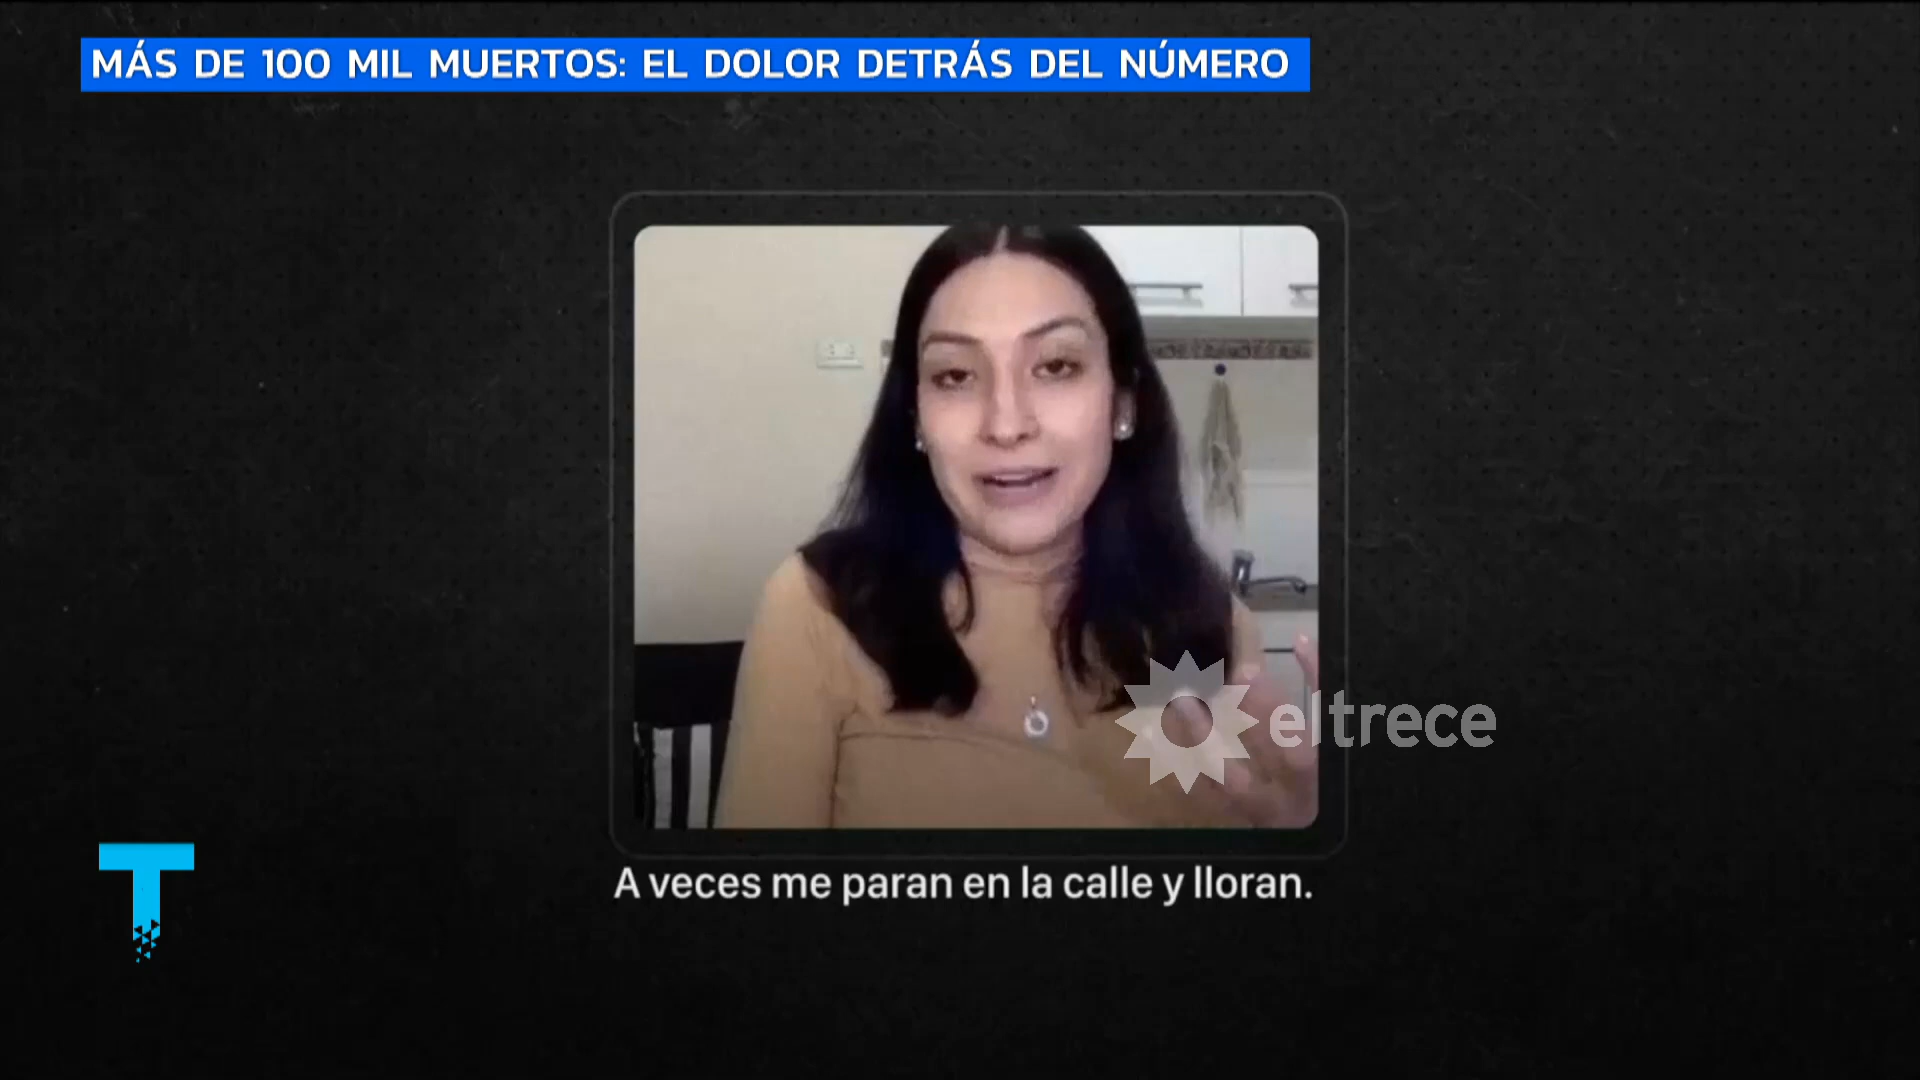 MÁS DE 100 MIL MUERTOS: EL DOLOR DETRÁS DEL NÚMERO
eltrece
T
A veces me paran en la calle y lloran.